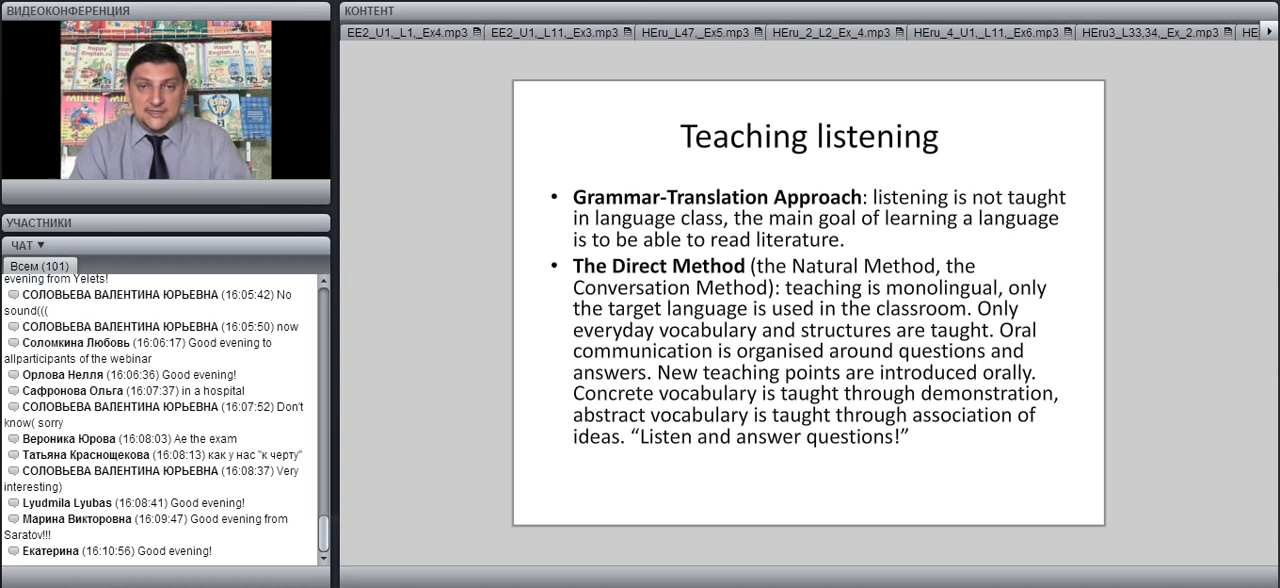 ВИДЕОКОНФЕРЕНЦИЯ
Happy
English.ru
MILLIE
УЧАСТНИКИ
ЧАТ ▼
Всем (101)
evening from Yelets!
СОЛОВЬЕВА ВАЛЕНТИНА ЮРЬЕВНА (16:05:42) No
sound(((
СОЛОВЬЕВА ВАЛЕНТИНА ЮРЬЕВНА (16:05:50) now
Соломкина Любовь (16:06:17) Good evening to
allparticipants of the webinar
Орлова Нелля (16:06:36) Good evening!
Сафронова Ольга (16:07:37) in a hospital
СОЛОВЬЕВА ВАЛЕНТИНА ЮРЬЕВНА (16:07:52) Don't
know( sorry
Вероника Юрова (16:08:03) Ae the exam
Татьяна Краснощекова (16:08:13) как у нас "к черту"
СОЛОВЬЕВА ВАЛЕНТИНА ЮРЬЕВНА (16:08:37) Very
interesting)
Lyudmila Lyubas (16:08:41) Good evening!
Марина Викторовна (16:09:47) Good evening from
Saratov!!!
Екатерина (16:10:56) Good evening!
КОНТЕНТ
EE2_U1,_L1,_Ex4.mp3 EE2_U1,_L11,_Ex3.mp3 HEru_L47,_Ex5.mp3 HEru_2_L2_Ex_4.mp3 HEru_4_U1,_L11,_Ex6.mp3 HEru3_L33,34._Ex_2.mp3 HE
Teaching listening
• Grammar-Translation Approach: listening is not taught
in language class, the main goal of learning a language
is to be able to read literature.
• The Direct Method (the Natural Method, the
Conversation Method): teaching is monolingual, only
the target language is used in the classroom. Only
everyday vocabulary and structures are taught. Oral
communication is organised around questions and
answers. New teaching points are introduced orally.
Concrete vocabulary is taught through demonstration,
abstract vocabulary is taught through association of
ideas. “Listen and answer questions!”